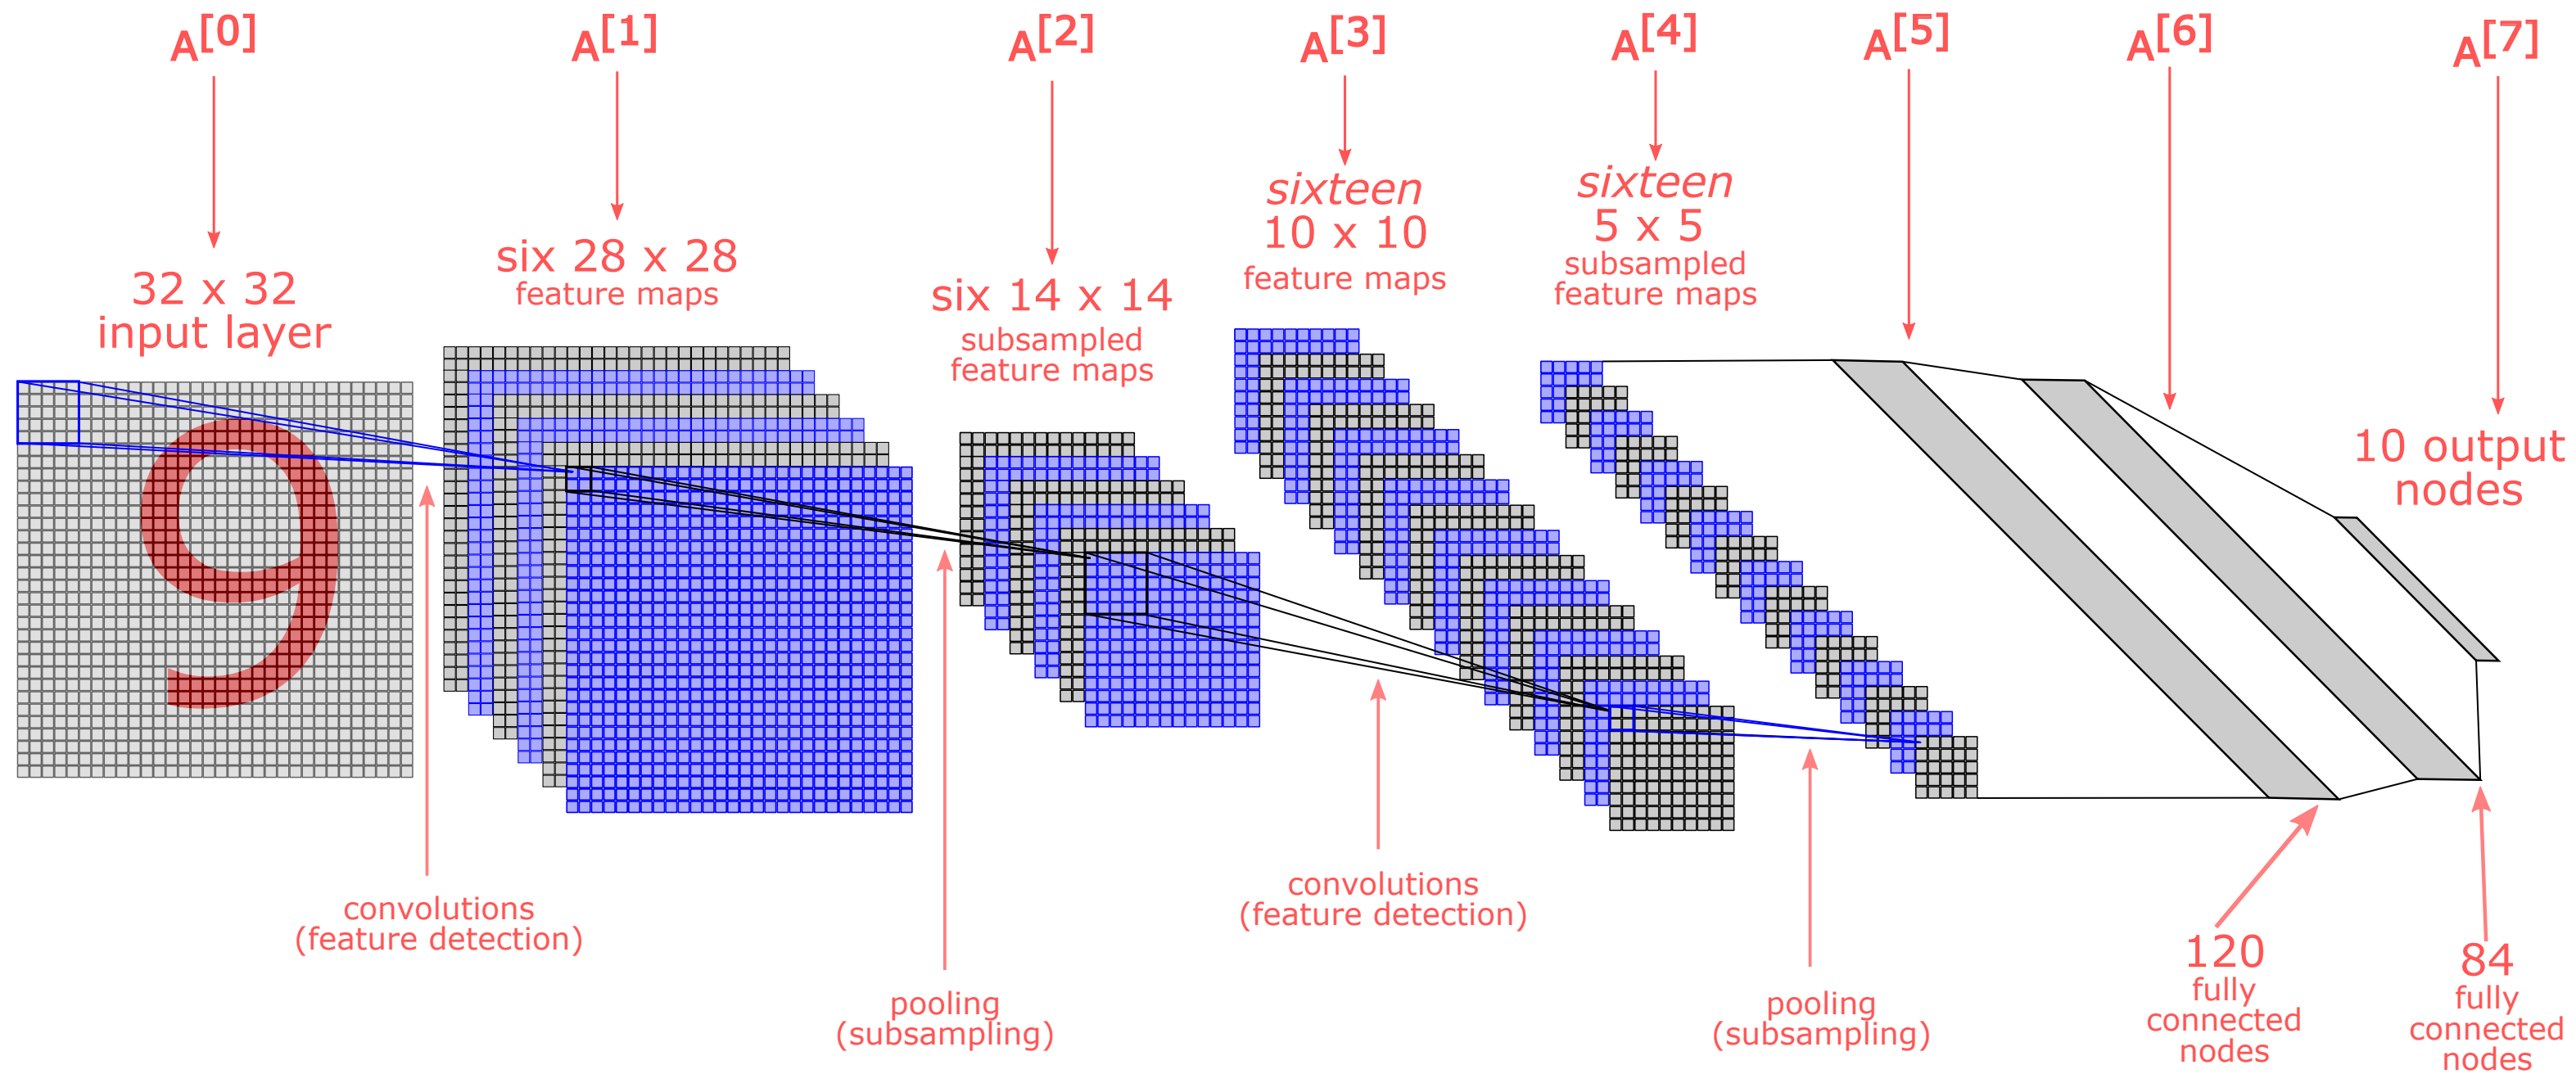 A[0]
A[1]
A[2]
A[3]
A[4]
A[5]
A[6]
A[7]
32 x 32
input layer
six 28 x 28
feature maps
six 14 x 14
subsampled
feature maps
sixteen
10 x 10
feature maps
sixteen
5 x 5
subsampled
feature maps
10 output
nodes
9
convolutions
(feature detection)
pooling
(subsampling)
convolutions
(feature detection)
pooling
(subsampling)
120
fully
connected
nodes
84
fully
connected
nodes